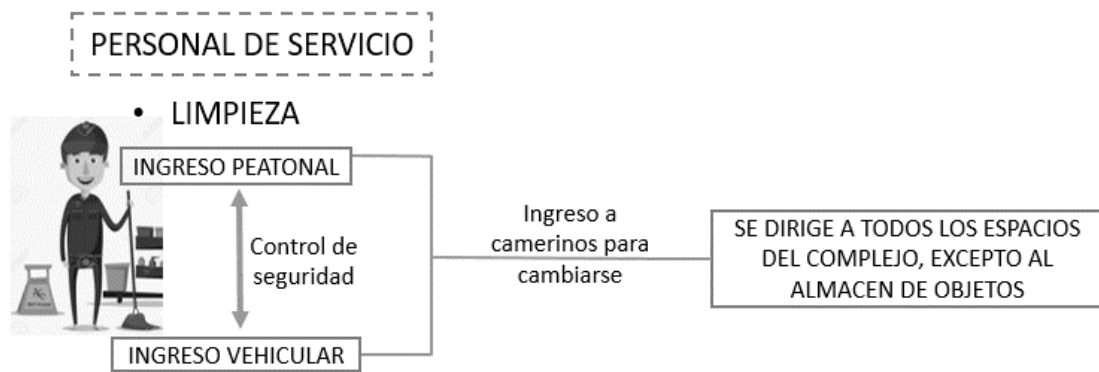 PERSONAL DE SERVICIO
• LIMPIEZA
INGRESO PEATONAL
Control de
seguridad
INGRESO VEHICULAR
Ingreso a
camerinos para
cambiarse
SE DIRIGE A TODOS LOS ESPACIOS
DEL COMPLEJO, EXCEPTO AL
ALMACEN DE OBJETOS